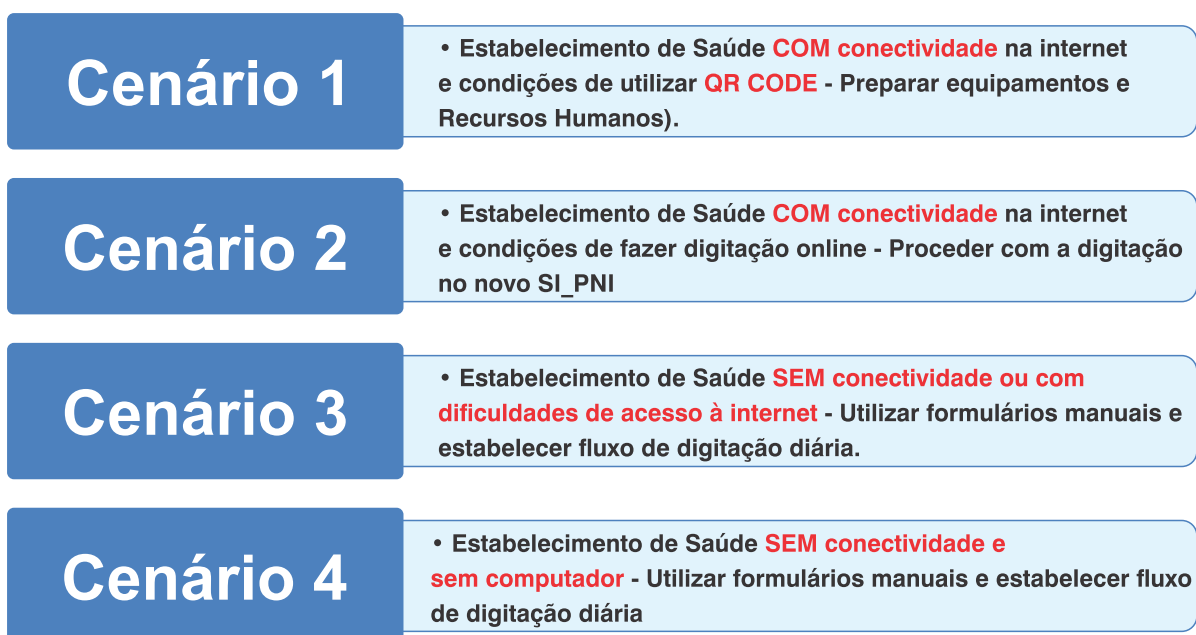 Cenário 1
• Estabelecimento de Saúde COM conectividade na internet
e condições de utilizar QR CODE - Preparar equipamentos e
Recursos Humanos).
Cenário 2
• Estabelecimento de Saúde COM conectividade na internet
e condições de fazer digitação online - Proceder com a digitação
no novo SI_PNI
Cenário 3
• Estabelecimento de Saúde SEM conectividade ou com
dificuldades de acesso à internet - Utilizar formulários manuais e
estabelecer fluxo de digitação diária.
Cenário 4
• Estabelecimento de Saúde SEM conectividade e
sem computador - Utilizar formulários manuais e estabelecer fluxo
de digitação diária